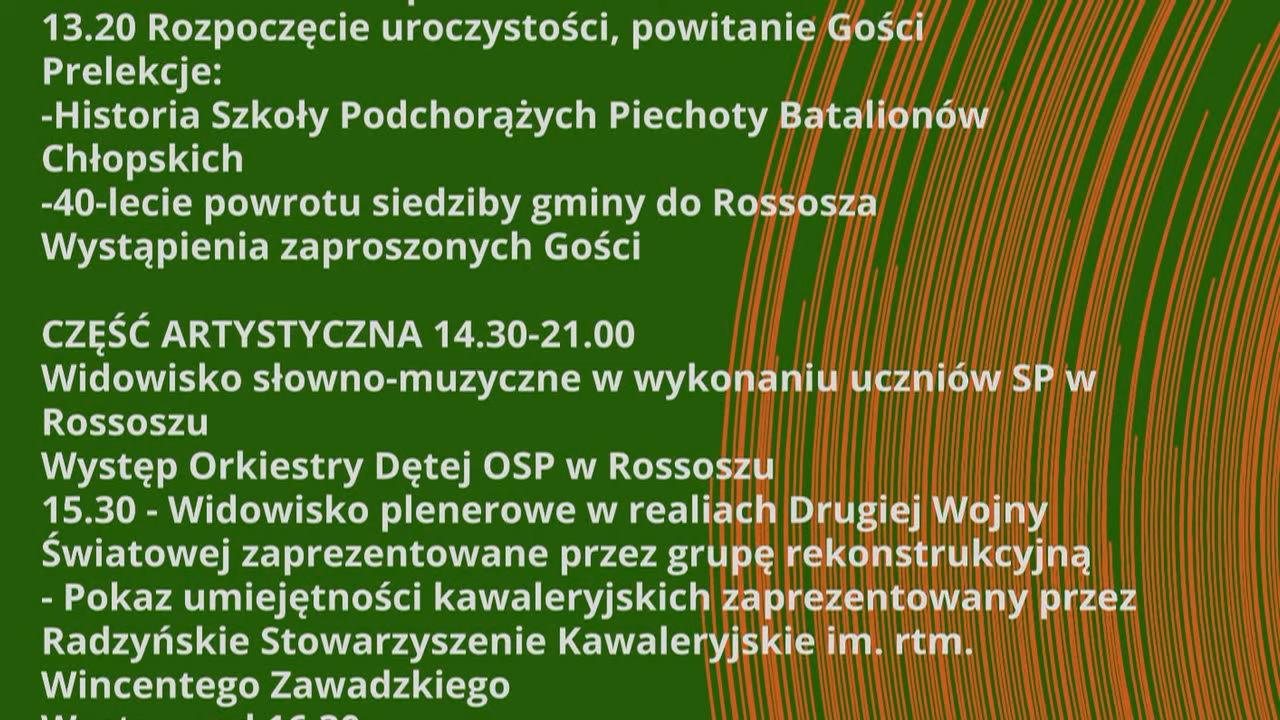 13.20 Rozpoczęcie uroczystości, powitanie Gości
Prelekcje:
-Historia Szkoły Podchorążych Piechoty Batalionów
Chłopskich
-40-lecie powrotu siedziby gminy do Rossosza
Wystąpienia zaproszonych Gości
CZĘŚĆ ARTYSTYCZNA 14.30-21.00
Widowisko słowno-muzyczne w wykonaniu uczniów SP w
Rossoszu
Występ Orkiestry Dętej OSP w Rossoszu
15.30 - Widowisko plenerowe w realiach Drugiej Wojny
Światowej zaprezentowane przez grupę rekonstrukcyjną
- Pokaz umiejętności kawaleryjskich zaprezentowany przez
Radzyńskie Stowarzyszenie Kawaleryjskie im. rtm.
Wincentego Zawadzkiego